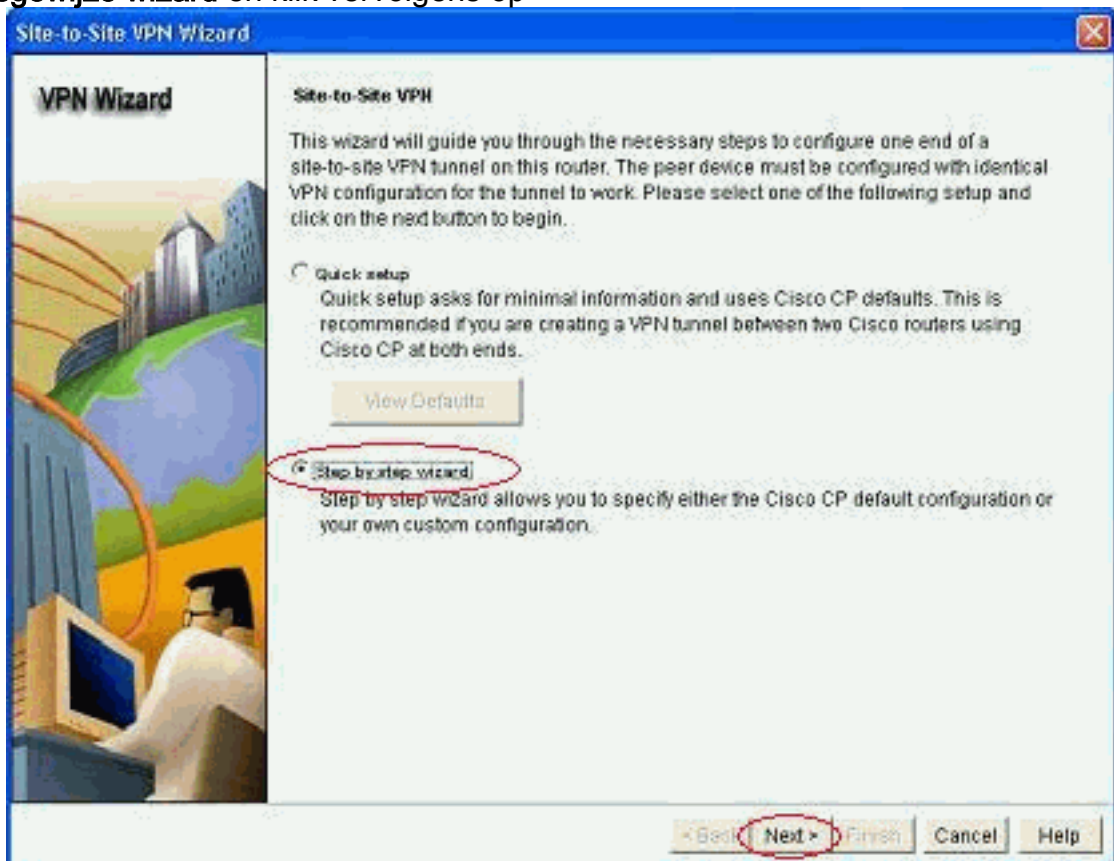 wizard en klik vervolgens op
Site-to-Site VPN Wizard
VPN Wizard
Site-to-Site VPN
This wizard will guide you through the necessary steps to configure one end of a
site-to-site VPN tunnel on this router. The peer device must be configured with identical
VPN configuration for the tunnel to work. Please select one of the following setup and
click on the next button to begin.
Quick setup
Quick setup asks for minimal information and uses Cisco CP defaults. This is
recommended if you are creating a VPN tunnel between two Cisco routers using
Cisco CP at both ends.
View Defaults
Step by step wizard
Step by step wizard allows you to specify either the Cisco CP default configuration or
your own custom configuration.
< Back Next > Finish Cancel Help